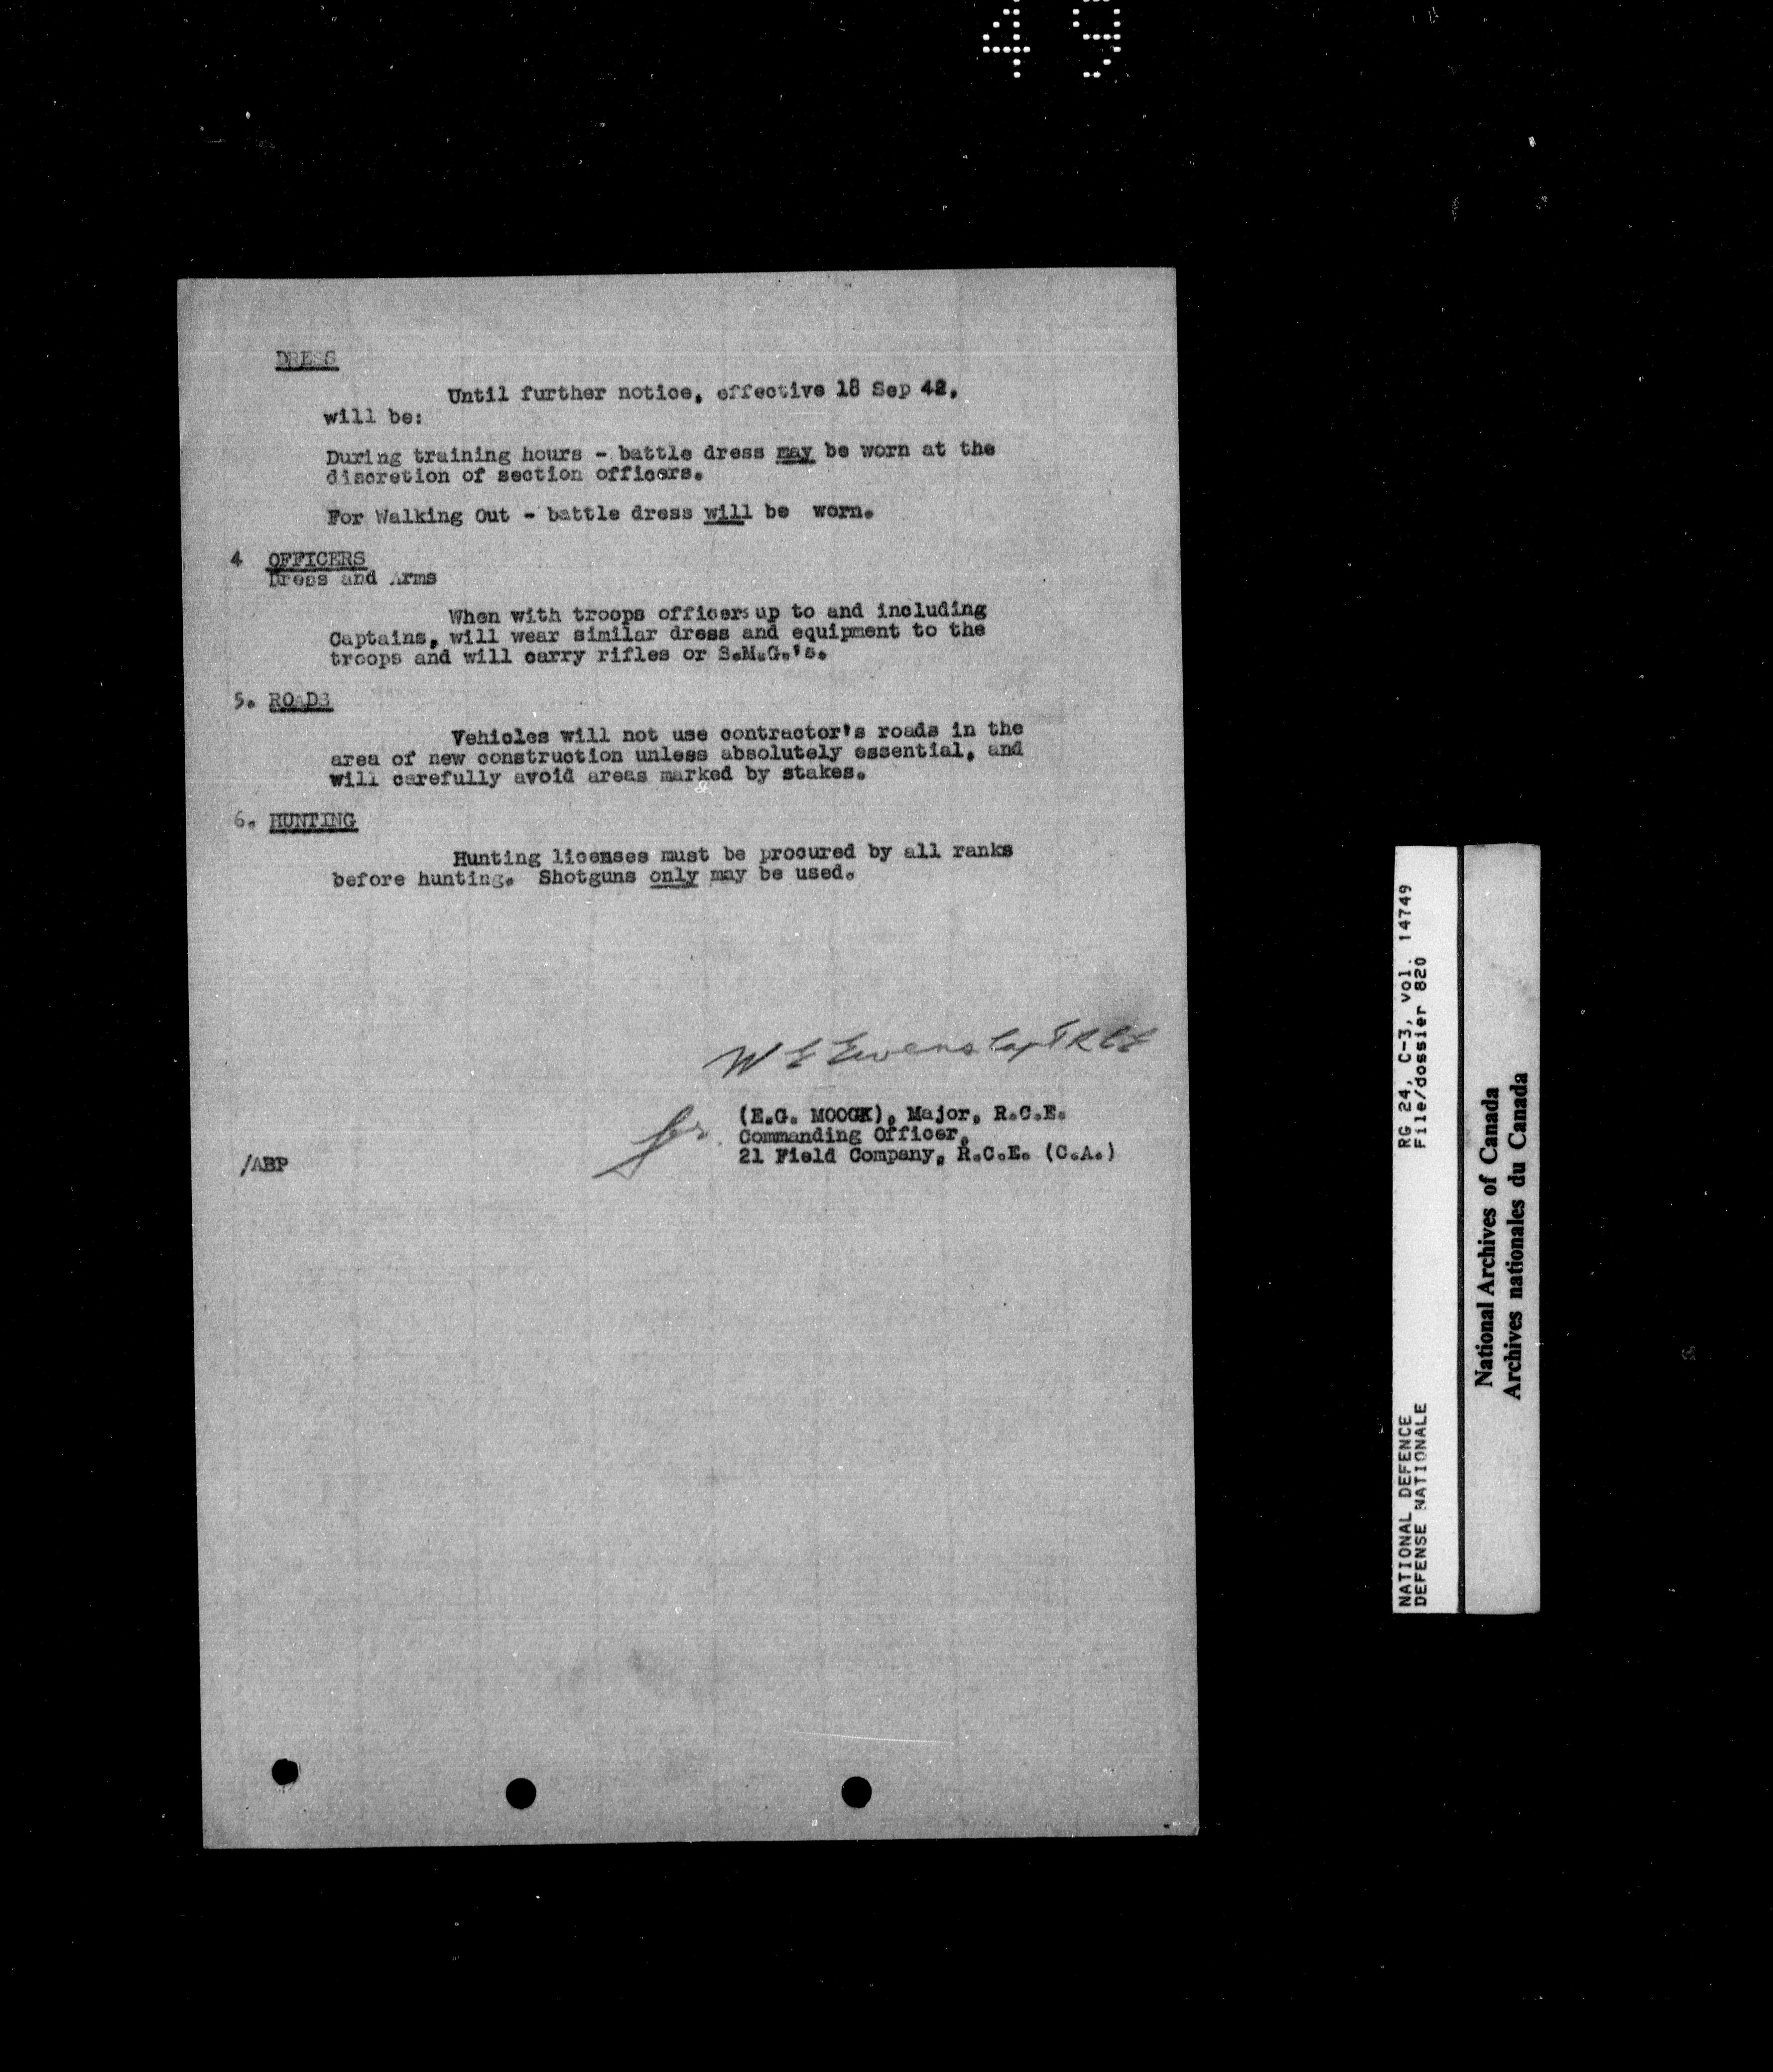 49
DRESS
Until further notice, effective 18 Sep 42,
will be:
During training hours - battle dress may be worn at the
discretion of section officers.
For Walking Out - battle dress will be worn.
4 OFFICERS
Dress and Arms
When with troops officers up to and including
Captains, will wear similar dress and equipment to the
troops and will carry rifles or S.M.G.'s.
5. ROADS
Vehicles will not use contractor's roads in the
area of new construction unless absolutely essential, and
will carefully avoid areas marked by stakes.
6. HUNTING
Hunting licenses must be procured by all ranks
before hunting. Shotguns only may be used.
W E Ewens Capt RCE
for (E.G. MOOGK), Major, R.C.E.
Commanding Officer,
21 Field Company, R.C.E. (C.A.)
/ABP
NATIONAL DEFENCE RG 24, C-3, vol. 14749
DEFENSE NATIONALE File/dossier 820
National Archives of Canada
Archives nationales du Canada